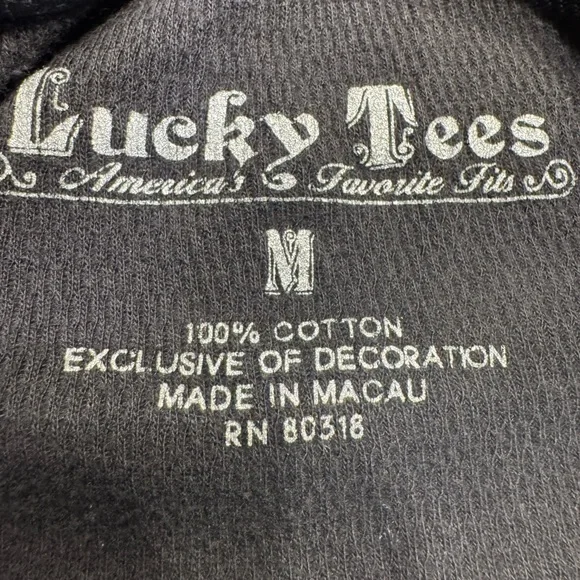 Lucky Tees
America's Favorite Fits
M
100% COTTON
EXCLUSIVE OF DECORATION
MADE IN MACAU
RN 80318